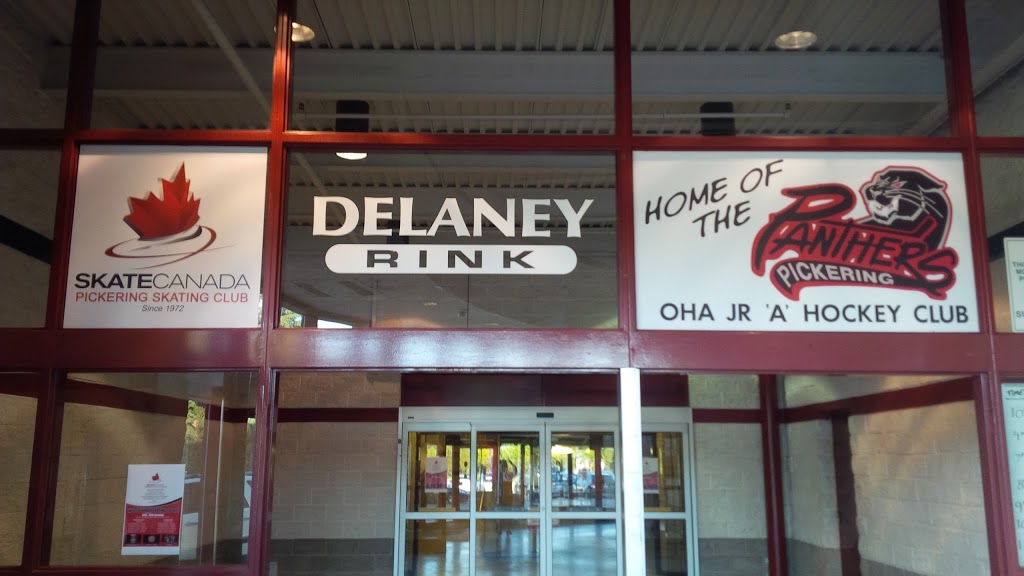 SKATECANADA
PICKERING SKATING CLUB
Since 1972
DELANEY
RINK
HOME OF
THE
PANTHERS
PICKERING
OHA JR 'A' HOCKEY CLUB